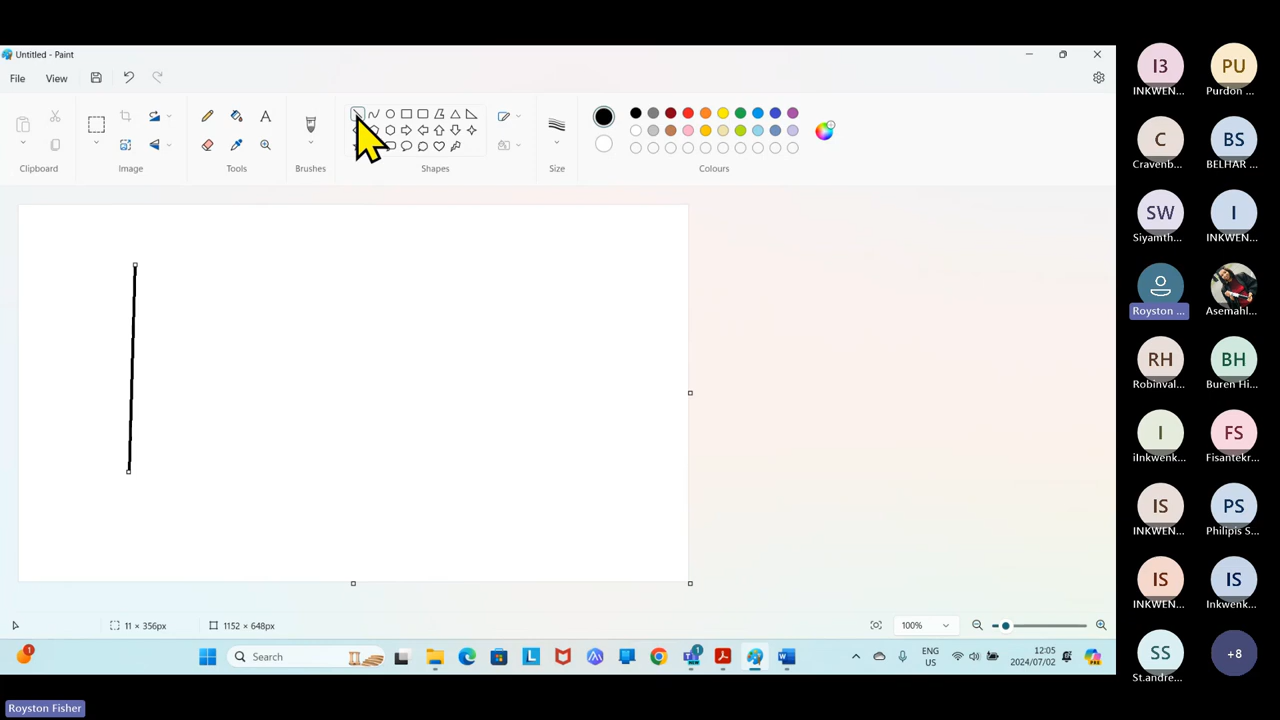 Untitled - Paint
File
View
Clipboard
Image
Tools
Brushes
Shapes
Size
Colours
11 × 356px
1152 × 648px
100%
Search
ENG
US
12:05
2024/07/02
I3
INKWEN...
PU
Purdon ...
C
Cravenb...
BS
BELHAR ...
SW
Siyamth...
I
INKWEN...
Royston ...
Asemahl...
RH
Robinval...
BH
Buren Hi...
I
iInkwenk...
FS
Fisantekr...
IS
INKWEN...
PS
Philipis S...
IS
INKWEN...
IS
Inkwenk...
SS
St.andre...
+8
Royston Fisher